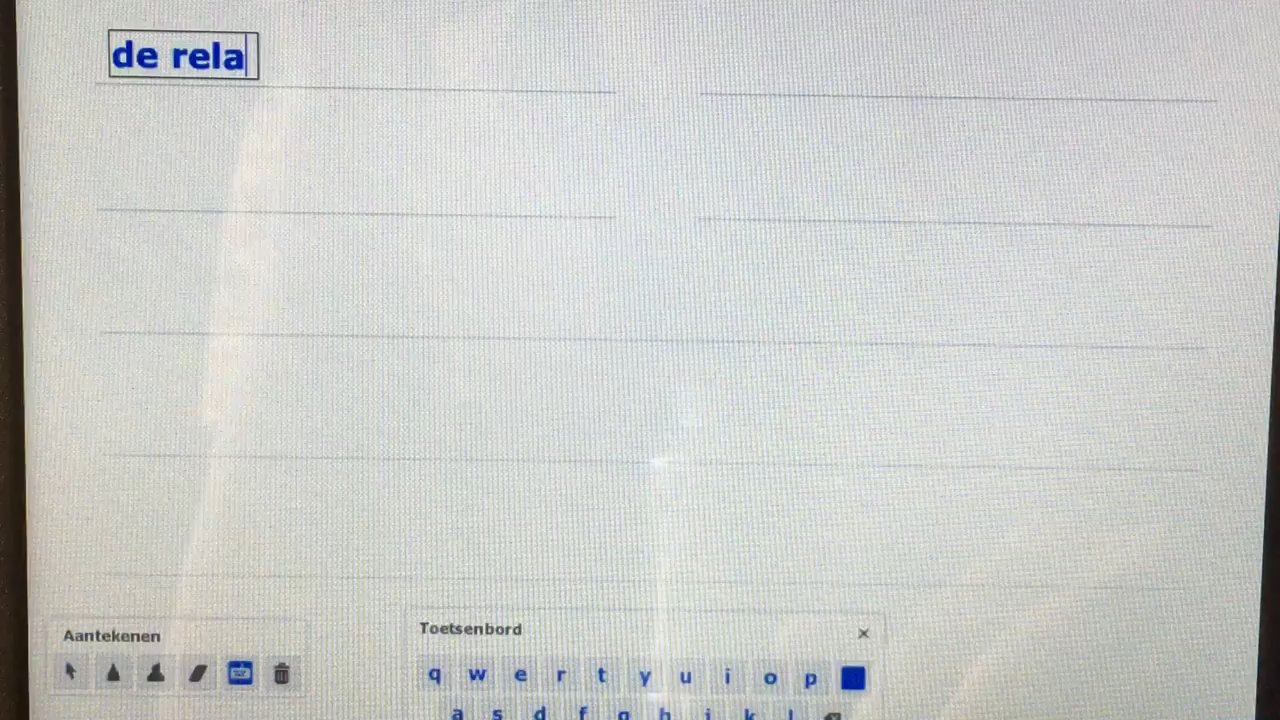 de rela
Aantekenen
Toetsenbord
q w e r t y u i o p
a s d f g h j k l